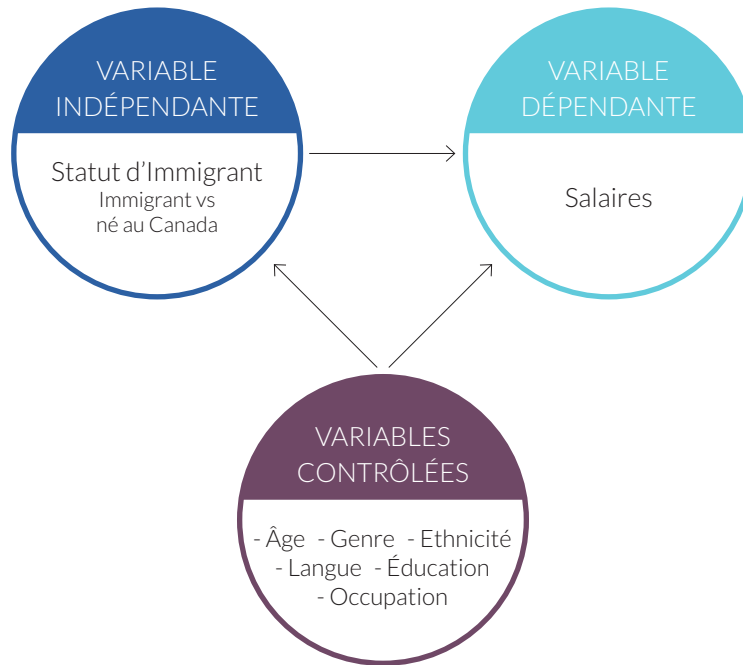 VARIABLE
INDÉPENDANTE
Statut d’Immigrant
Immigrant vs
né au Canada
VARIABLE
DÉPENDANTE
Salaires
VARIABLES
CONTRÔLÉES
- Âge - Genre - Ethnicité
- Langue - Éducation
- Occupation